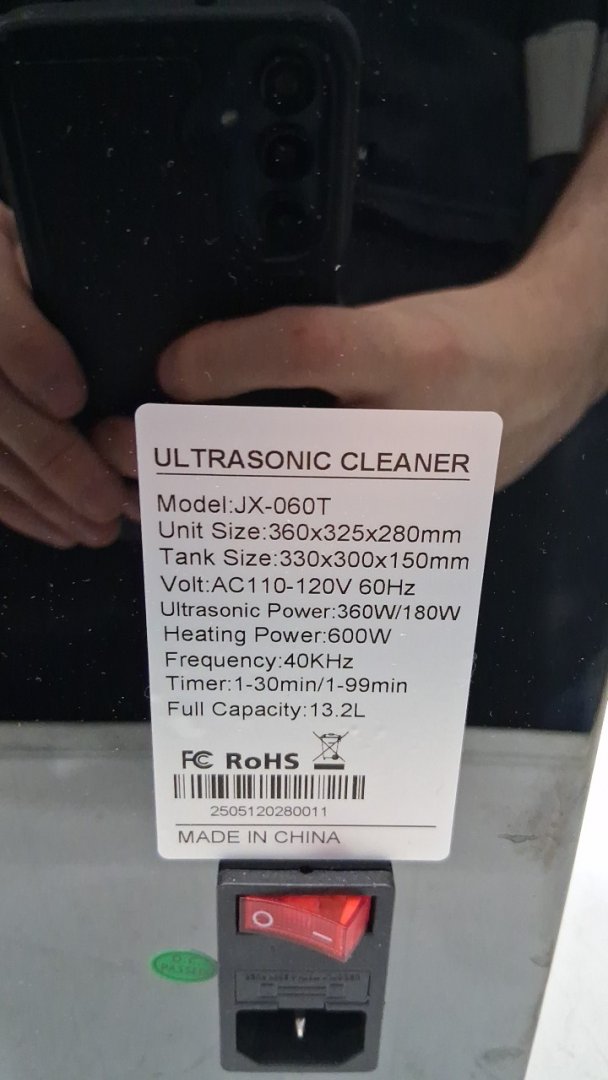 ULTRASONIC CLEANER
Model:JX-060T
Unit Size:360x325x280mm
Tank Size:330x300x150mm
Volt:AC110-120V 60Hz
Ultrasonic Power:360W/180W
Heating Power:600W
Frequency:40KHz
Timer:1-30min/1-99min
Full Capacity:13.2L
FC RoHS
2505120280011
MADE IN CHINA
O –
Q.C.
PASSED